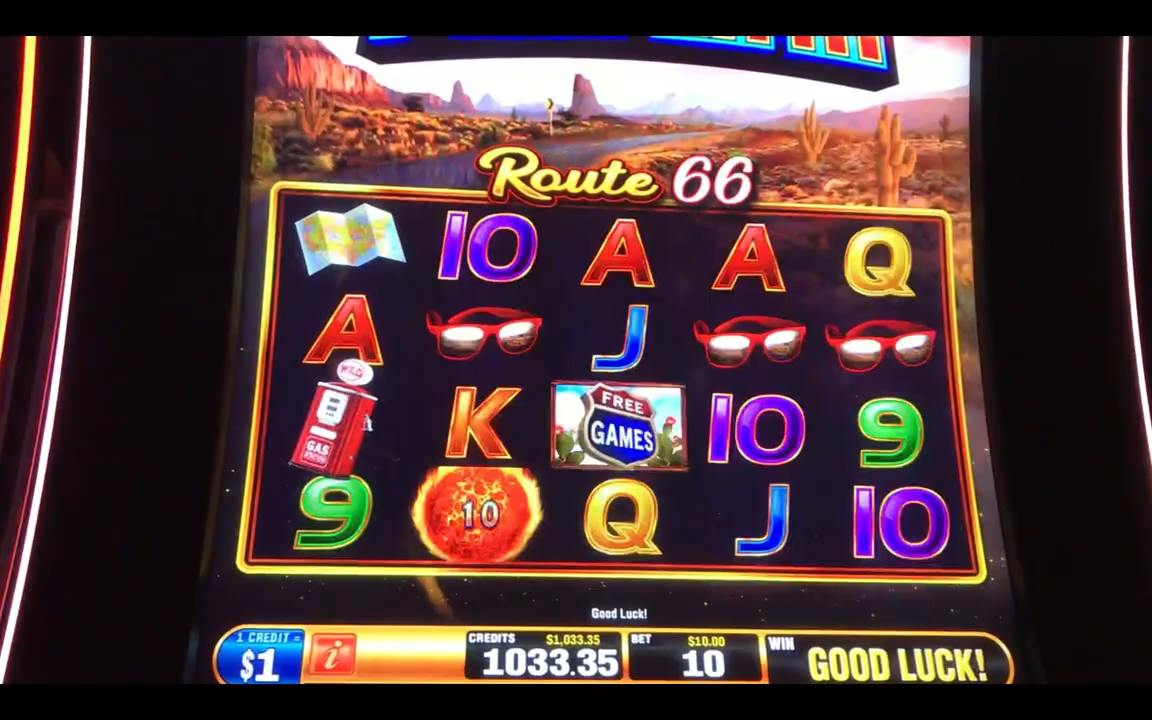 Route 66
10 A A Q
A J
WILD
K FREE GAMES 10 9
GAS
9 10 Q J 10
Good Luck!
1 CREDIT = CREDITS $1,033.35 BET $10.00 WIN
$1 i 1033.35 10 GOOD LUCK!